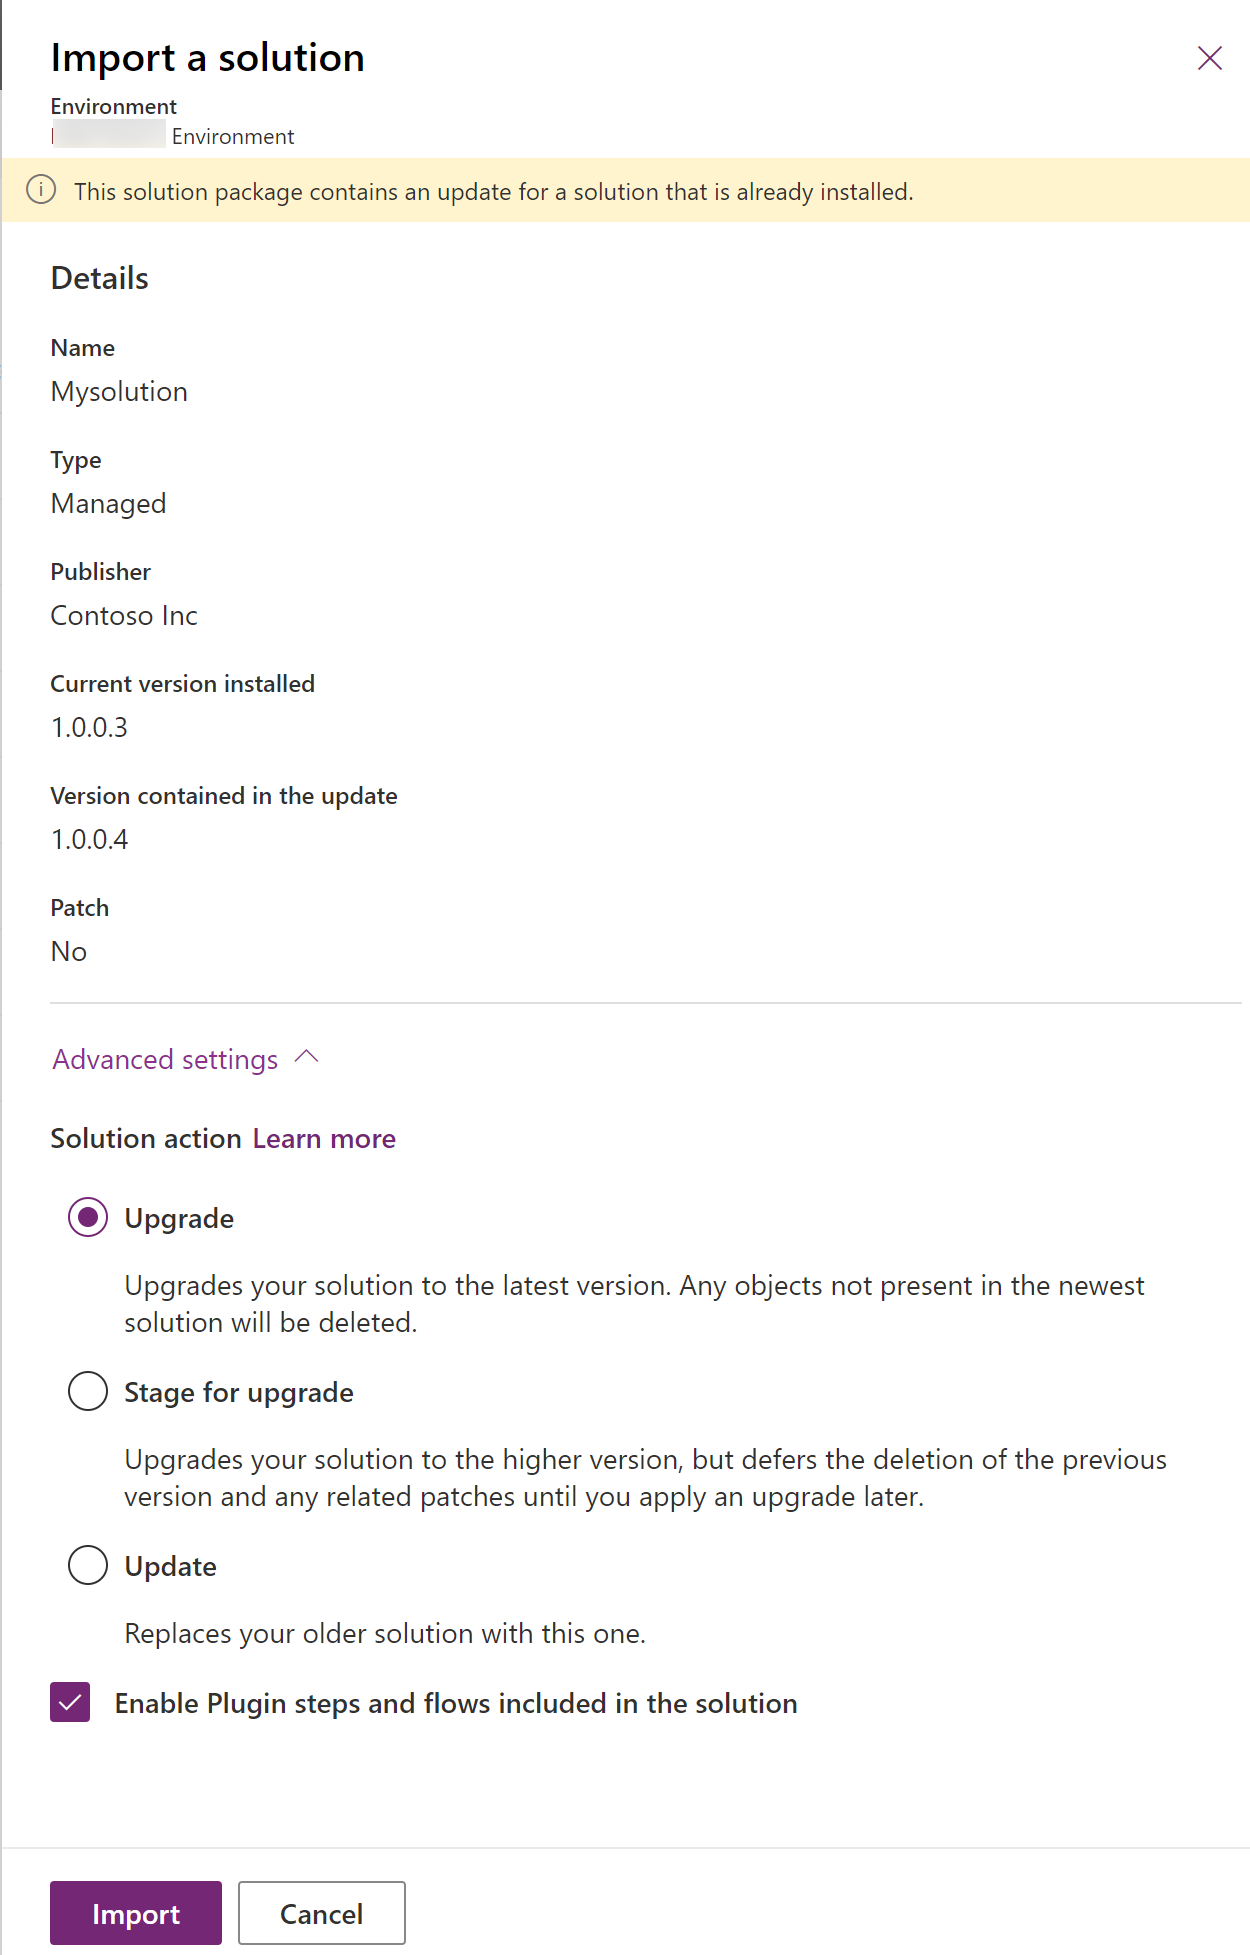 Import a solution
Environment
Environment
This solution package contains an update for a solution that is already installed.
Details
Name
Mysolution
Type
Managed
Publisher
Contoso Inc
Current version installed
1.0.0.3
Version contained in the update
1.0.0.4
Patch
No
Advanced settings
Solution action Learn more
Upgrade
Upgrades your solution to the latest version. Any objects not present in the newest
solution will be deleted.
Stage for upgrade
Upgrades your solution to the higher version, but defers the deletion of the previous
version and any related patches until you apply an upgrade later.
Update
Replaces your older solution with this one.
Enable Plugin steps and flows included in the solution
Import
Cancel